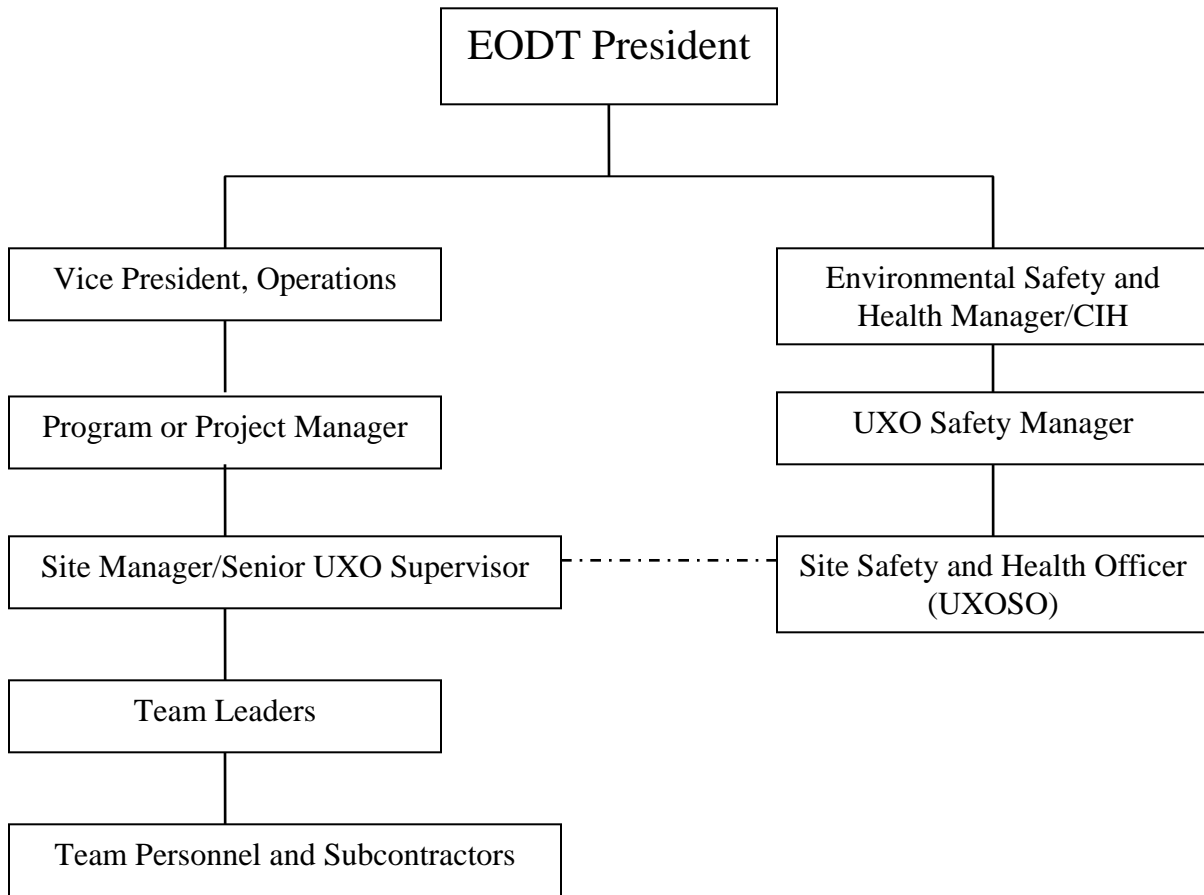 EODT President
Vice President, Operations
Environmental Safety and
Health Manager/CIH
Program or Project Manager
UXO Safety Manager
Site Manager/Senior UXO Supervisor
Site Safety and Health Officer
(UXOSO)
Team Leaders
Team Personnel and Subcontractors